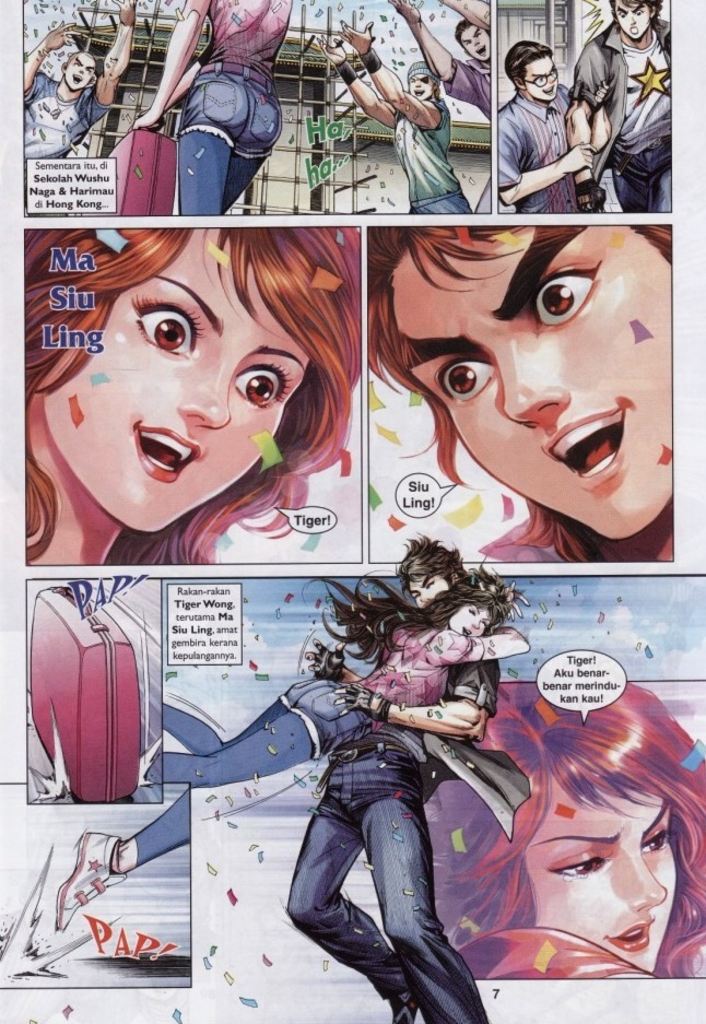 Sementara itu, di
Sekolah Wushu
Naga & Harimau
di Hong Kong...
Ha
ha...
Ma
Siu
Ling
Tiger!
Siu
Ling!
PAP!
Rakan-rakan
Tiger Wong,
terutama Ma
Siu Ling, amat
gembira kerana
kepulangannya.
Tiger!
Aku benar-
benar merindu-
kan kau!
PAP!
7